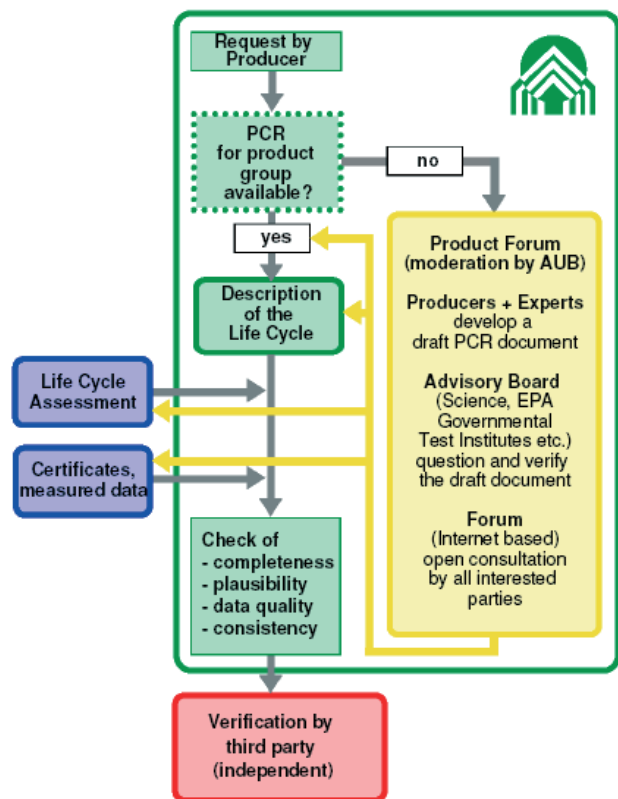 Request by
Producer
PCR
for product
group
available?
no
yes
Product Forum
(moderation by AUB)
Producers + Experts
develop a
draft PCR document
Advisory Board
(Science, EPA
Governmental
Test Institutes etc.)
question and verify
the draft document
Forum
(Internet based)
open consultation
by all interested
parties
Description
of the
Life Cycle
Life Cycle
Assessment
Certificates,
measured data
Check of
- completeness
- plausibility
- data quality
- consistency
Verification by
third party
(independent)